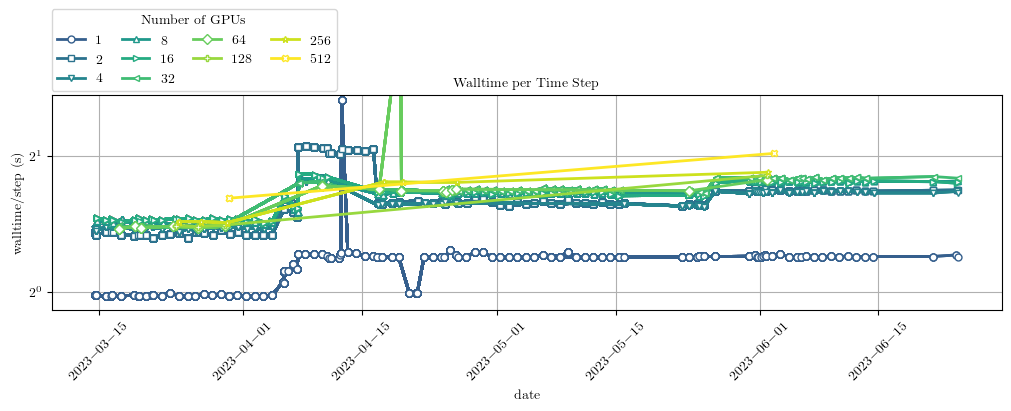 Number of GPUs
1 8 64 256
2 16 128 512
4 32
Walltime per Time Step
walltime/step (s)
2^1
2^0
2023−03−15
2023−04−01
2023−04−15
2023−05−01
2023−05−15
2023−06−01
2023−06−15
date